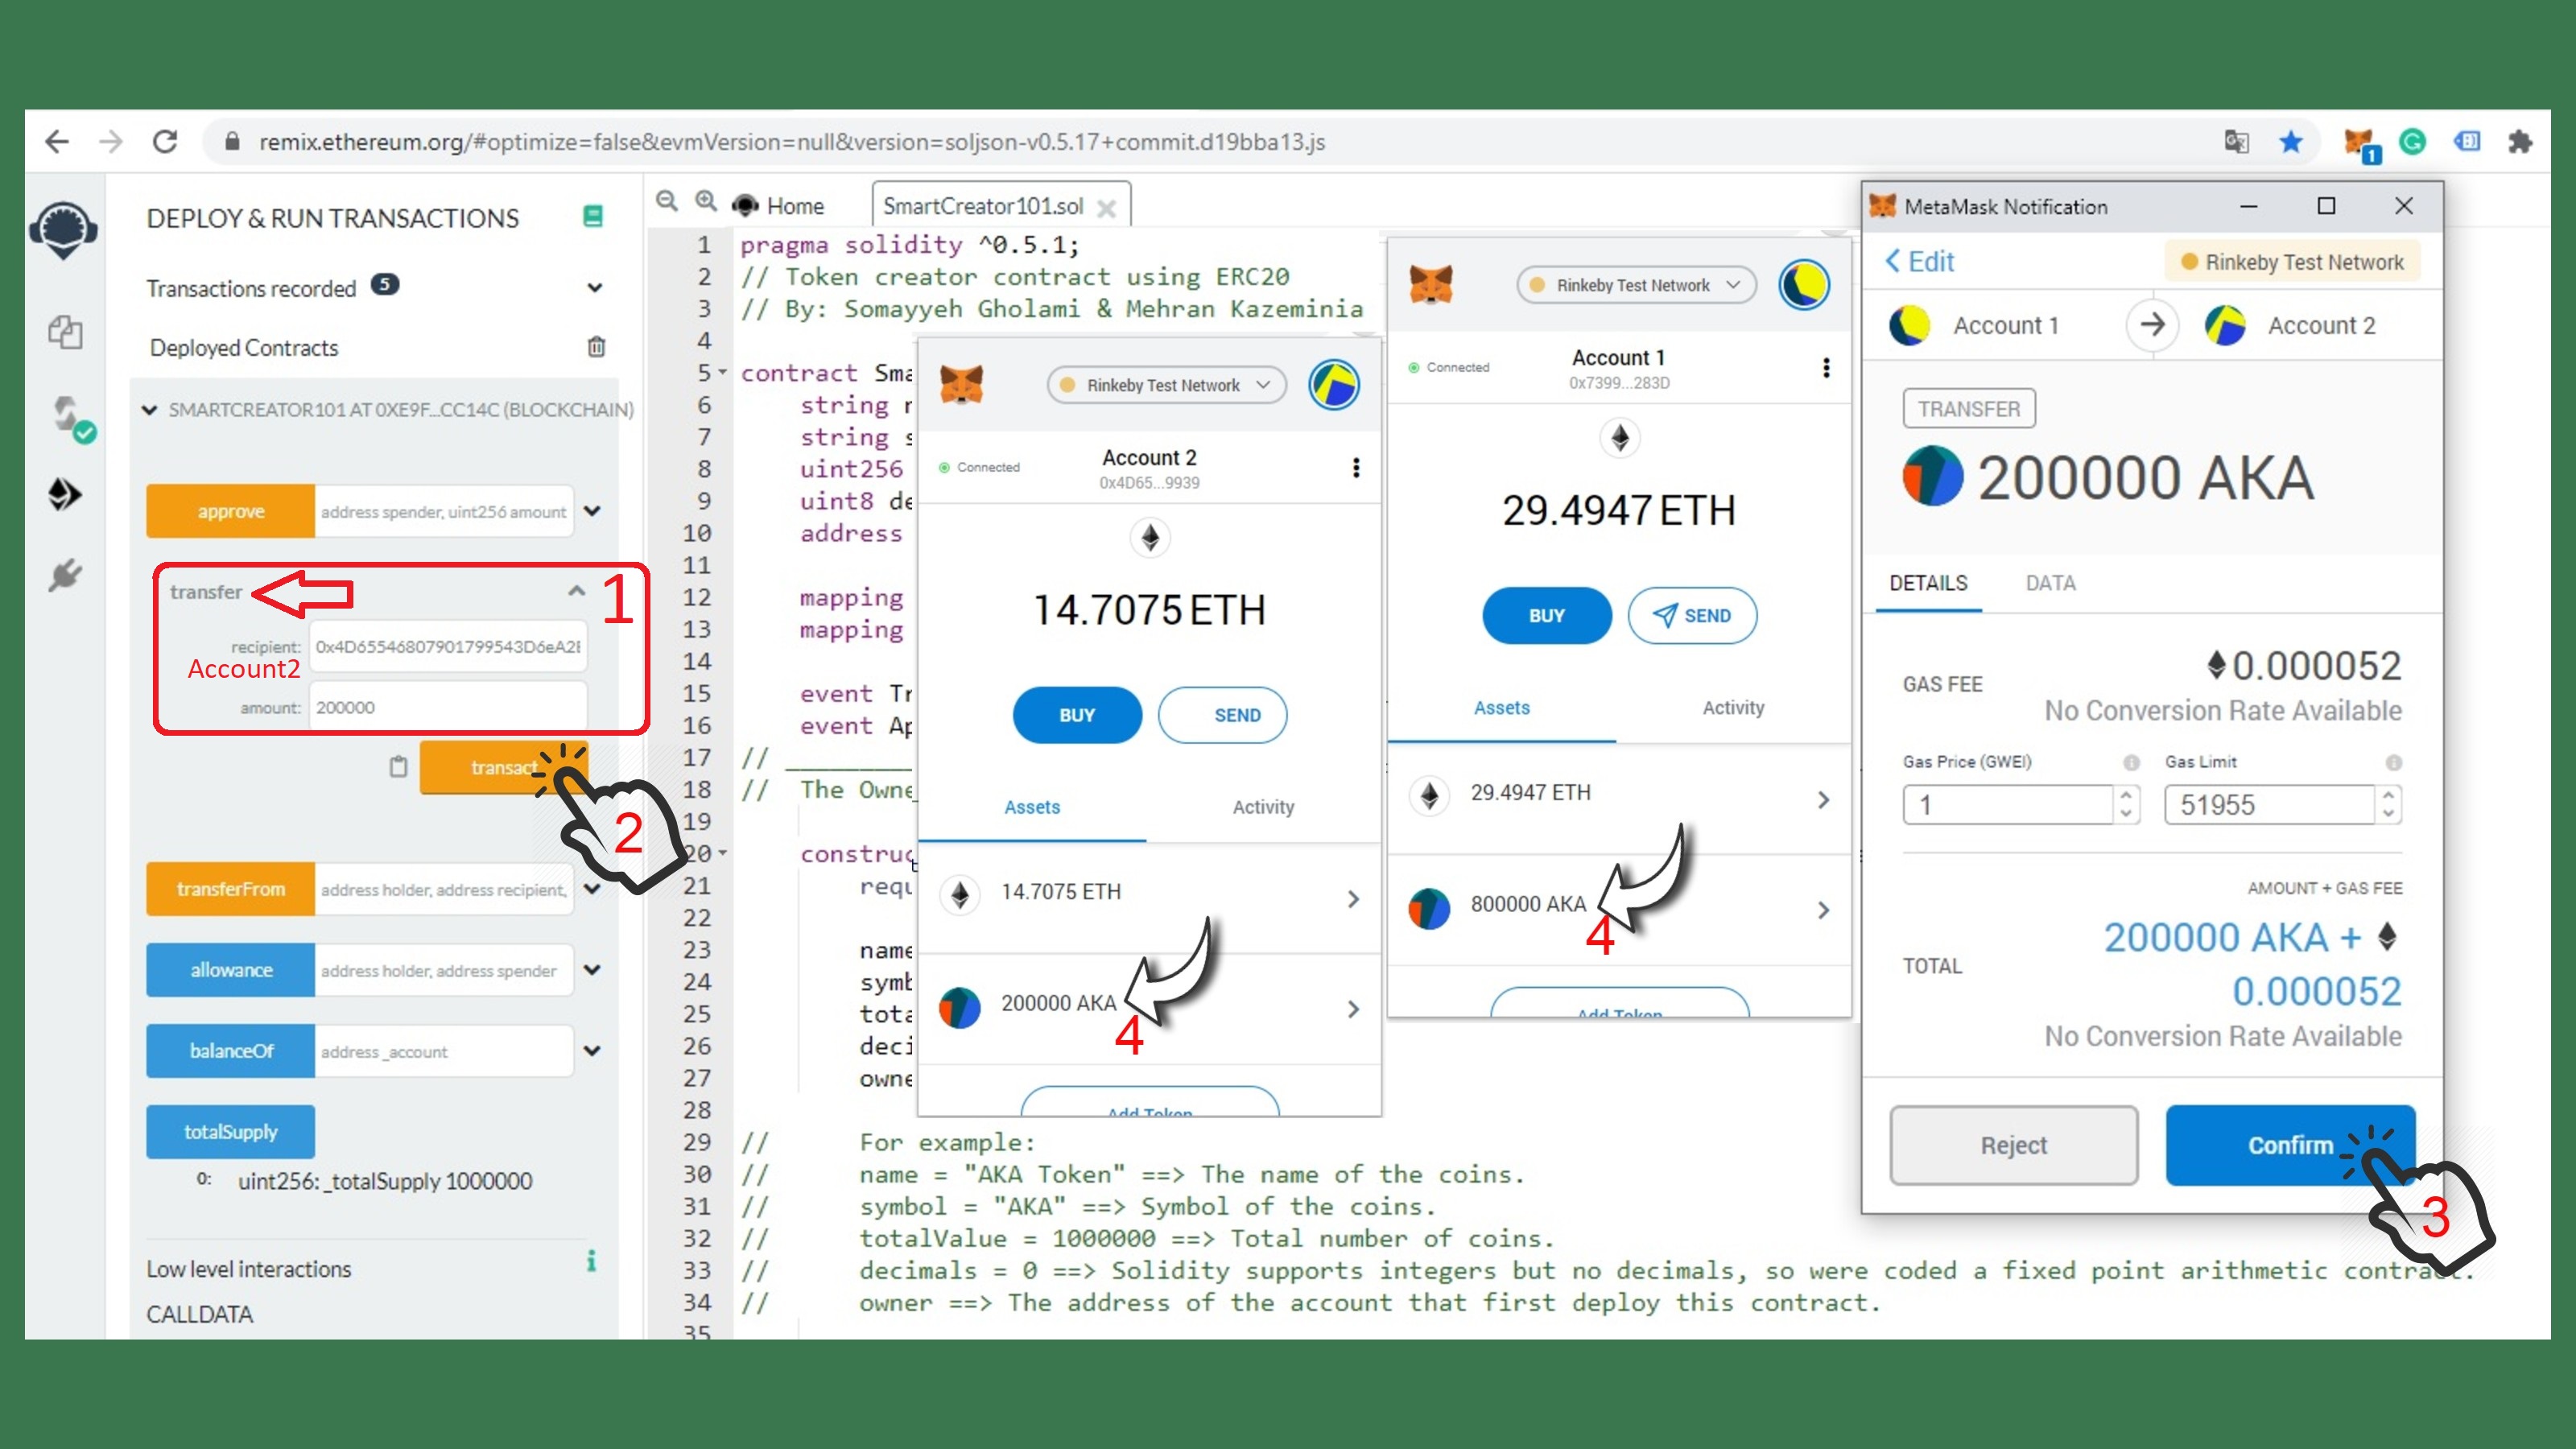 remix.ethereum.org/#optimize=false&evmVersion=null&version=soljson-v0.5.17+commit.d19bba13.js
1
DEPLOY & RUN TRANSACTIONS
Transactions recorded 5
Deployed Contracts
SMARTCREATOR101 AT 0XE9F...CC14C (BLOCKCHAIN)
approve address spender, uint256 amount
transfer
1
recipient: 0x4D65546807901799543D6eA2
Account2
amount: 200000
transact
2
transferFrom address holder, address recipient,
allowance address holder, address spender
balanceOf address _account
totalSupply
0: uint256: _totalSupply 1000000
Low level interactions
CALLDATA
Home SmartCreator101.sol
1 pragma solidity ^0.5.1;
2 // Token creator contract using ERC20
3 // By: Somayyeh Gholami & Mehran Kazeminia
4
5 contract Sma
6 string
7 string s
8 uint256
9 uint8 de
10 address
11
12 mapping
13 mapping
14
15 event Tr
16 event Ap
17 // ________
18 // The Owne
19
20 construc
21 requ
22
23 name
24 symb
25 tota
26 deci
27 owne
28
29 // For example:
30 // name = "AKA Token" ==> The name of the coins.
31 // symbol = "AKA" ==> Symbol of the coins.
32 // totalValue = 1000000 ==> Total number of coins.
33 // decimals = 0 ==> Solidity supports integers but no decimals, so were coded a fixed point arithmetic contract.
34 // owner ==> The address of the account that first deploy this contract.
35
Rinkeby Test Network
Connected
Account 2
0x4D65...9939
14.7075 ETH
BUY SEND
Assets Activity
14.7075 ETH
200000 AKA
4
Add Token
Rinkeby Test Network
Connected
Account 1
0x7399...283D
29.4947 ETH
BUY SEND
Assets Activity
29.4947 ETH
800000 AKA
4
Add Token
MetaMask Notification
Edit Rinkeby Test Network
Account 1 Account 2
TRANSFER
200000 AKA
DETAILS DATA
GAS FEE 0.000052
No Conversion Rate Available
Gas Price (GWEI) Gas Limit
1 51955
AMOUNT + GAS FEE
TOTAL 200000 AKA +
0.000052
No Conversion Rate Available
Reject Confirm
3